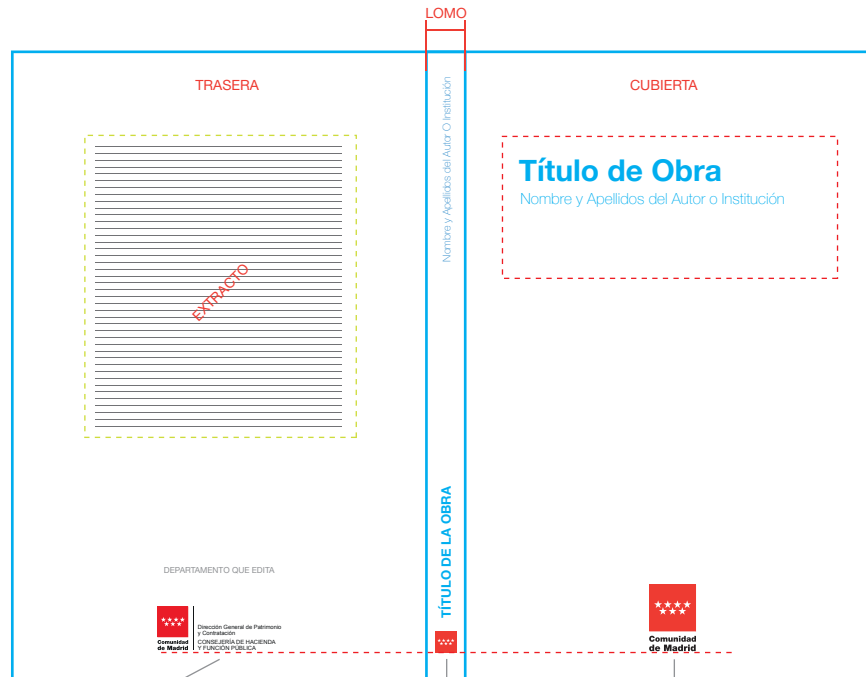 LOMO
TRASERA
CUBIERTA
EXTRACTO
Nombre y Apellidos del Autor O Institución
TÍTULO DE LA OBRA
Título de Obra
Nombre y Apellidos del Autor o Institución
DEPARTAMENTO QUE EDITA
Comunidad
de Madrid
Dirección General de Patrimonio
y Contratación
CONSEJERÍA DE HACIENDA
Y FUNCIÓN PÚBLICA
Comunidad
de Madrid